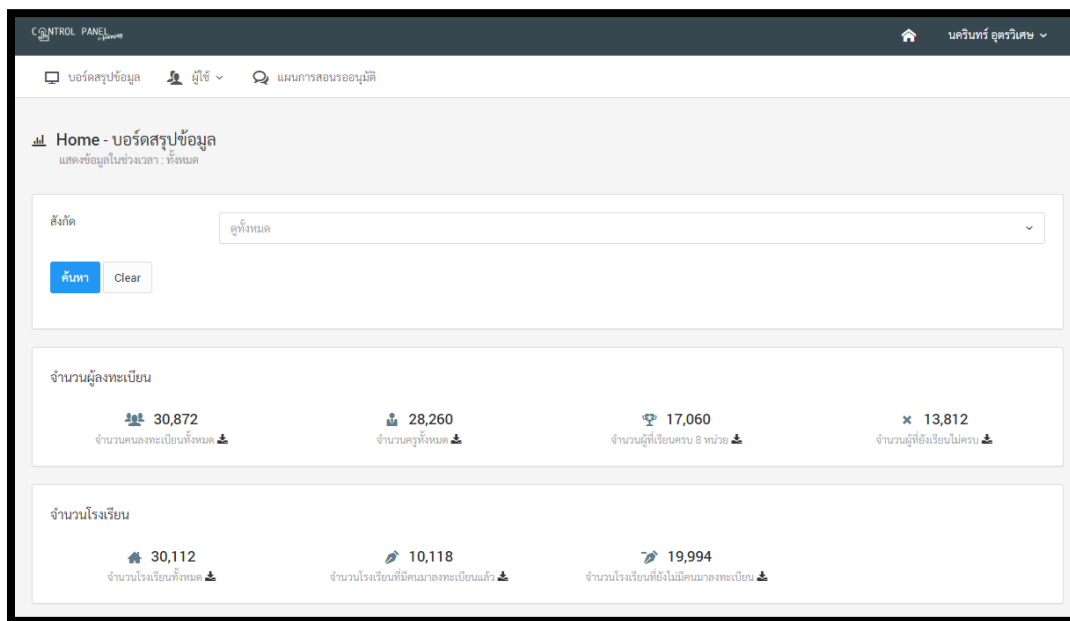 CONTROL PANEL
นครินทร์ อุตรวิเศษ
บอร์ดสรุปข้อมูล ผู้ใช้ แผนการสอนรออนุมัติ
Home - บอร์ดสรุปข้อมูล
แสดงข้อมูลในช่วงเวลา : ทั้งหมด
สังกัด
ดูทั้งหมด
ค้นหา Clear
จำนวนผู้ลงทะเบียน
30,872 28,260 17,060 13,812
จำนวนคนลงทะเบียนทั้งหมด จำนวนครูทั้งหมด จำนวนผู้ที่เรียนครบ 8 หน่วย จำนวนผู้ที่ยังเรียนไม่ครบ
จำนวนโรงเรียน
30,112 10,118 19,994
จำนวนโรงเรียนทั้งหมด จำนวนโรงเรียนที่มีคนมาลงทะเบียนแล้ว จำนวนโรงเรียนที่ยังไม่มีคนมาลงทะเบียน